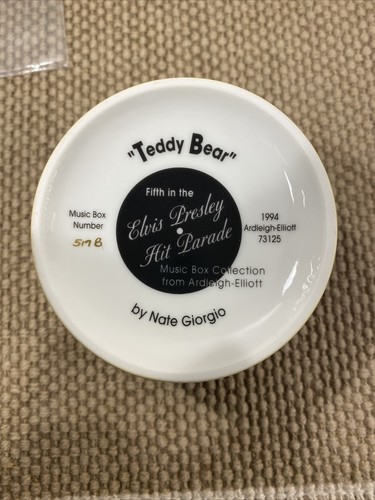 "Teddy Bear"
Fifth in the
Elvis Presley
Hit Parade
Music Box Collection
from Ardleigh-Elliott
Music Box
Number
517 B
1994
Ardleigh-Elliott
73125
by Nate Giorgio